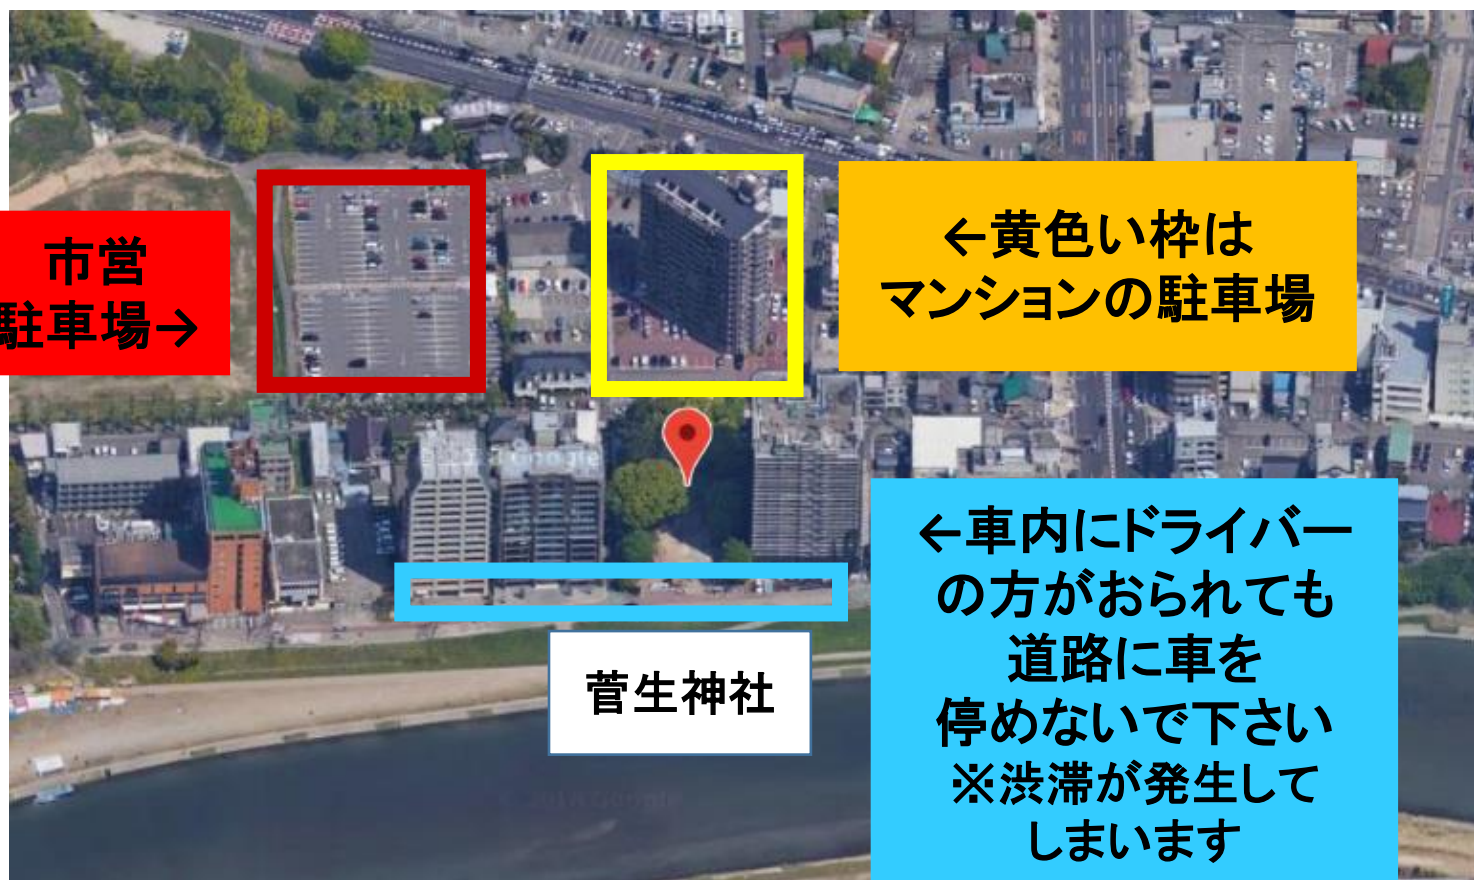 市営
駐車場→
←黄色い枠は
マンションの駐車場
菅生神社
←車内にドライバー
の方がおられても
道路に車を
停めないで下さい
※渋滞が発生して
しまいます